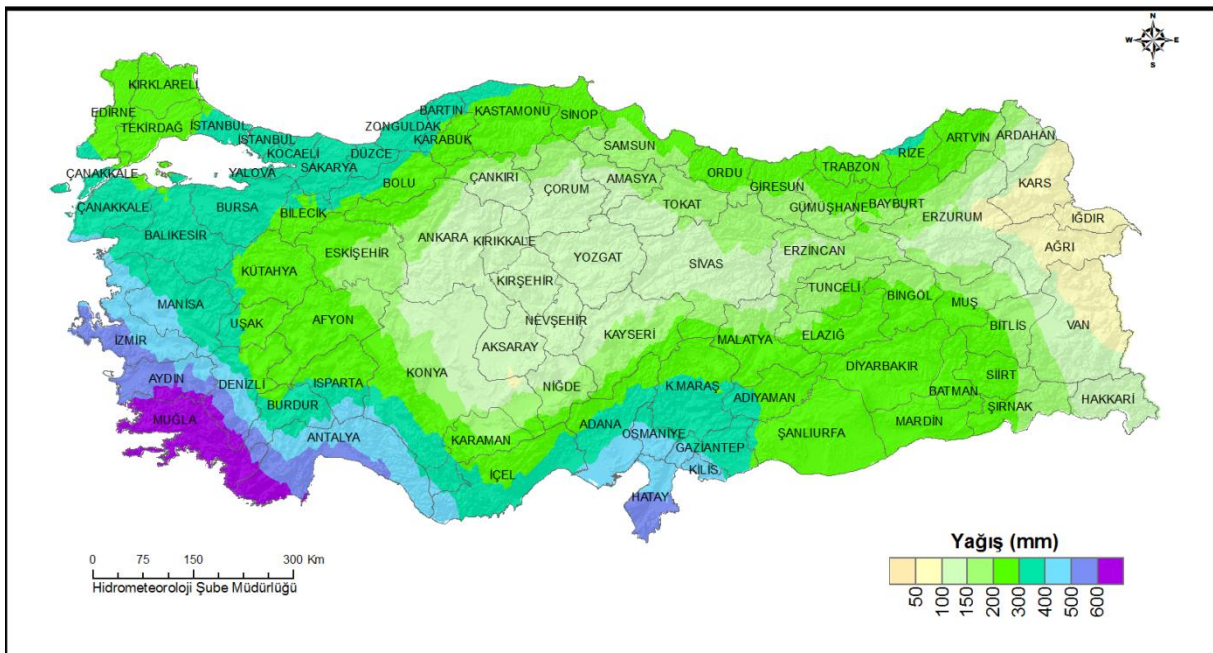 N
W E
S
KIRKLARELİ
EDİRNE
TEKİRDAĞ
İSTANBUL
İSTANBUL
KOCAELİ
YALOVA
SAKARYA
DÜZCE
ZONGULDAK
BARTIN
KARABÜK
KASTAMONU
SİNOP
SAMSUN
ORDU
GİRESUN
TRABZON
RİZE
ARTVİN
ARDAHAN
KARS
IĞDIR
AĞRI
ERZURUM
BAYBURT
GÜMÜŞHANE
TOKAT
AMASYA
ÇORUM
ÇANKIRI
BOLU
BİLECİK
BURSA
ÇANAKKALE
ÇANAKKALE
BALIKESİR
KÜTAHYA
ESKİŞEHİR
ANKARA
KIRIKKALE
YOZGAT
SİVAS
ERZİNCAN
TUNCELİ
BİNGÖL
MUŞ
BİTLİS
VAN
HAKKARİ
ŞIRNAK
SİİRT
BATMAN
DİYARBAKIR
MARDİN
ŞANLIURFA
ADIYAMAN
ELAZIĞ
MALATYA
KAYSERİ
NEVŞEHİR
KIRŞEHİR
AKSARAY
NİĞDE
KONYA
AFYON
UŞAK
MANİSA
İZMİR
AYDIN
DENİZLİ
MUĞLA
BURDUR
ISPARTA
ANTALYA
KARAMAN
İÇEL
ADANA
OSMANİYE
K.MARAŞ
GAZİANTEP
KİLİS
HATAY
0 75 150 300 Km
Hidrometeoroloji Şube Müdürlüğü
Yağış (mm)
50 100 150 200 300 400 500 600